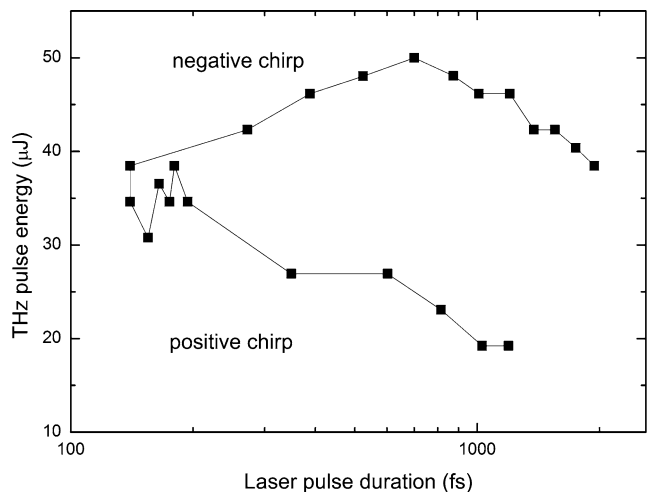 negative chirp
positive chirp
THz pulse energy (μJ)
50
40
30
20
10
100
1000
Laser pulse duration (fs)